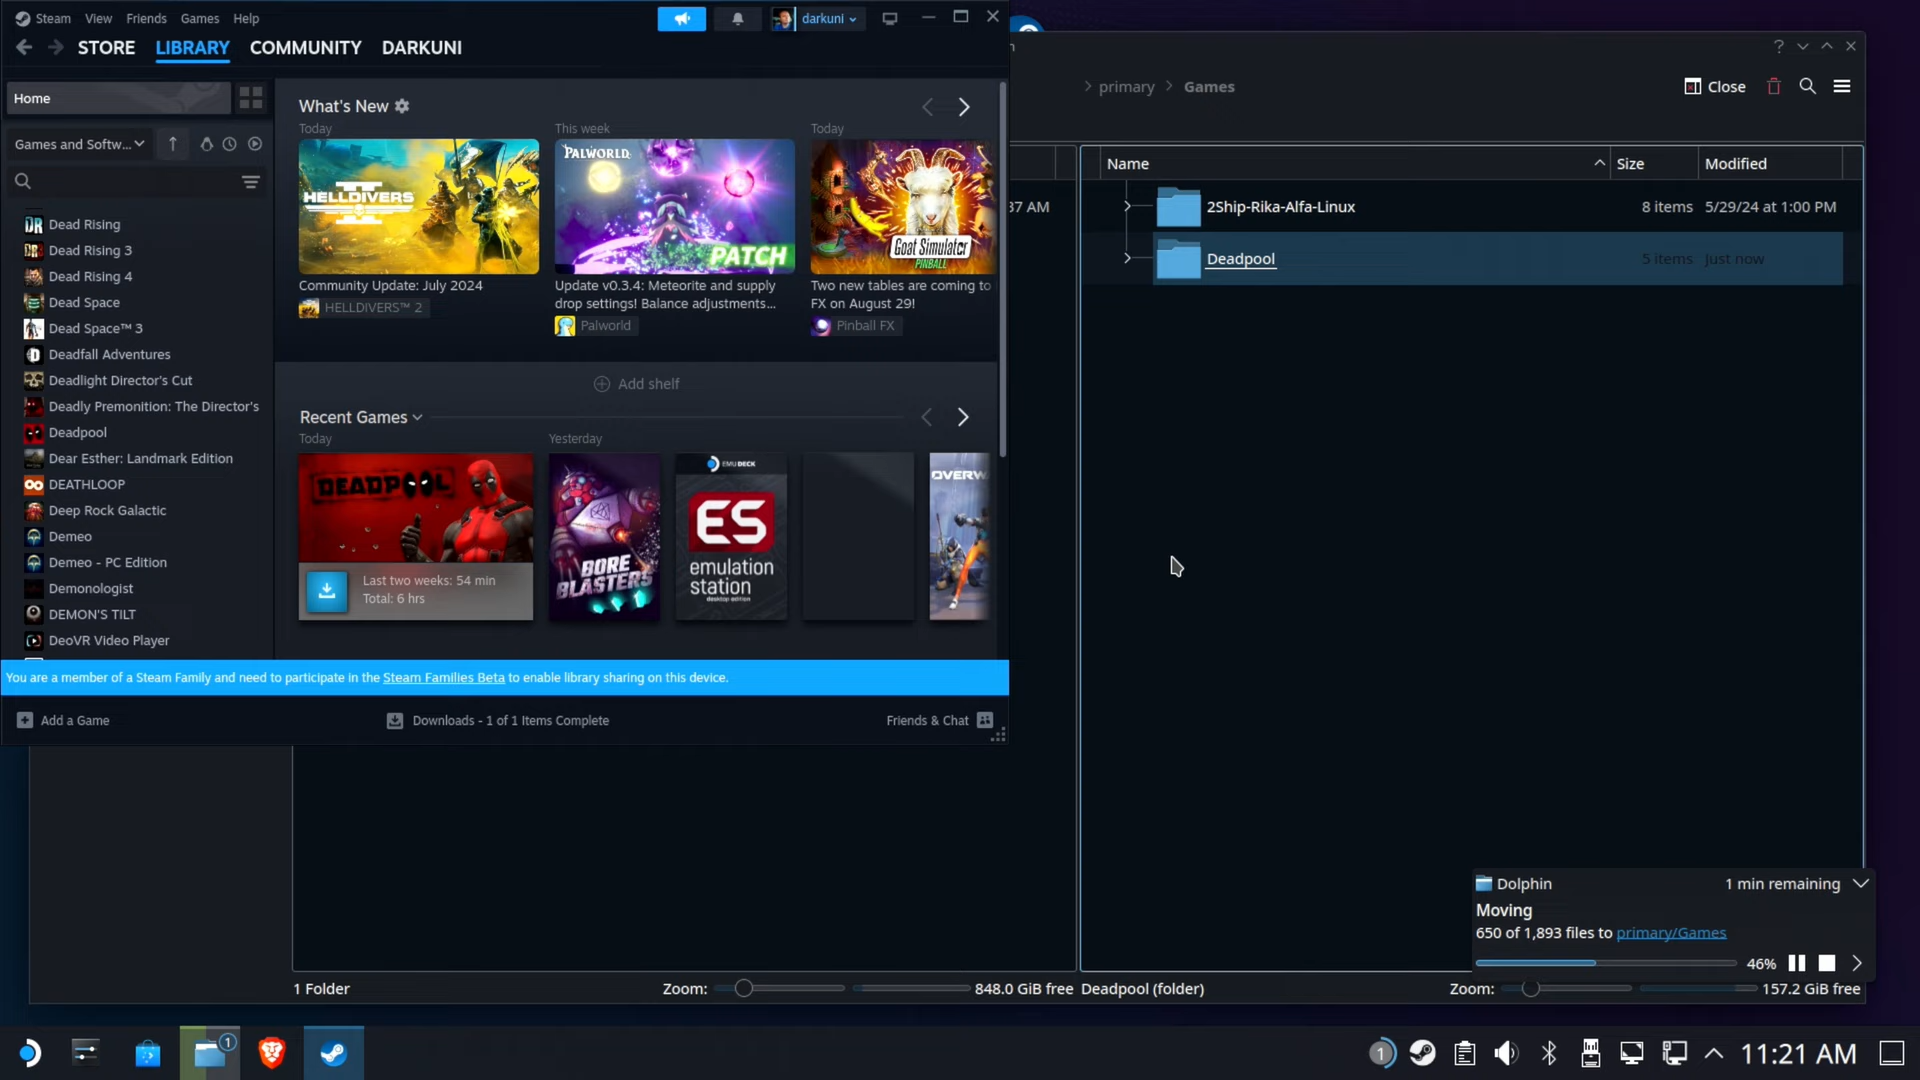 Steam View Friends Games Help
darkuni
STORE LIBRARY COMMUNITY DARKUNI
Home
Games and Softw...
Dead Rising
Dead Rising 3
Dead Rising 4
Dead Space
Dead Space™ 3
Deadfall Adventures
Deadlight Director's Cut
Deadly Premonition: The Director's
Deadpool
Dear Esther: Landmark Edition
DEATHLOOP
Deep Rock Galactic
Demeo
Demeo - PC Edition
Demonologist
DEMON'S TILT
DeoVR Video Player
What's New
Today
HELLDIVERS
Community Update: July 2024
HELLDIVERS™ 2
This week
PALWORLD
PATCH
Update v0.3.4: Meteorite and supply
drop settings! Balance adjustments...
Palworld
Today
Goat Simulator
PINBALL
Two new tables are coming to
FX on August 29!
Pinball FX
Add shelf
Recent Games
Today
DEADPOOL
Last two weeks: 54 min
Total: 6 hrs
Yesterday
BORE
BLASTERS
EMUDECK
ES
emulation
station
desktop edition
OVERW
You are a member of a Steam Family and need to participate in the Steam Families Beta to enable library sharing on this device.
Add a Game
Downloads - 1 of 1 Items Complete
Friends & Chat
primary > Games
Close
37 AM
Name Size Modified
2Ship-Rika-Alfa-Linux 8 items 5/29/24 at 1:00 PM
Deadpool 5 items Just now
Dolphin 1 min remaining
Moving
650 of 1,893 files to primary/Games
46%
1 Folder Zoom: 848.0 GiB free
Deadpool (folder) Zoom: 157.2 GiB free
1
1
11:21 AM